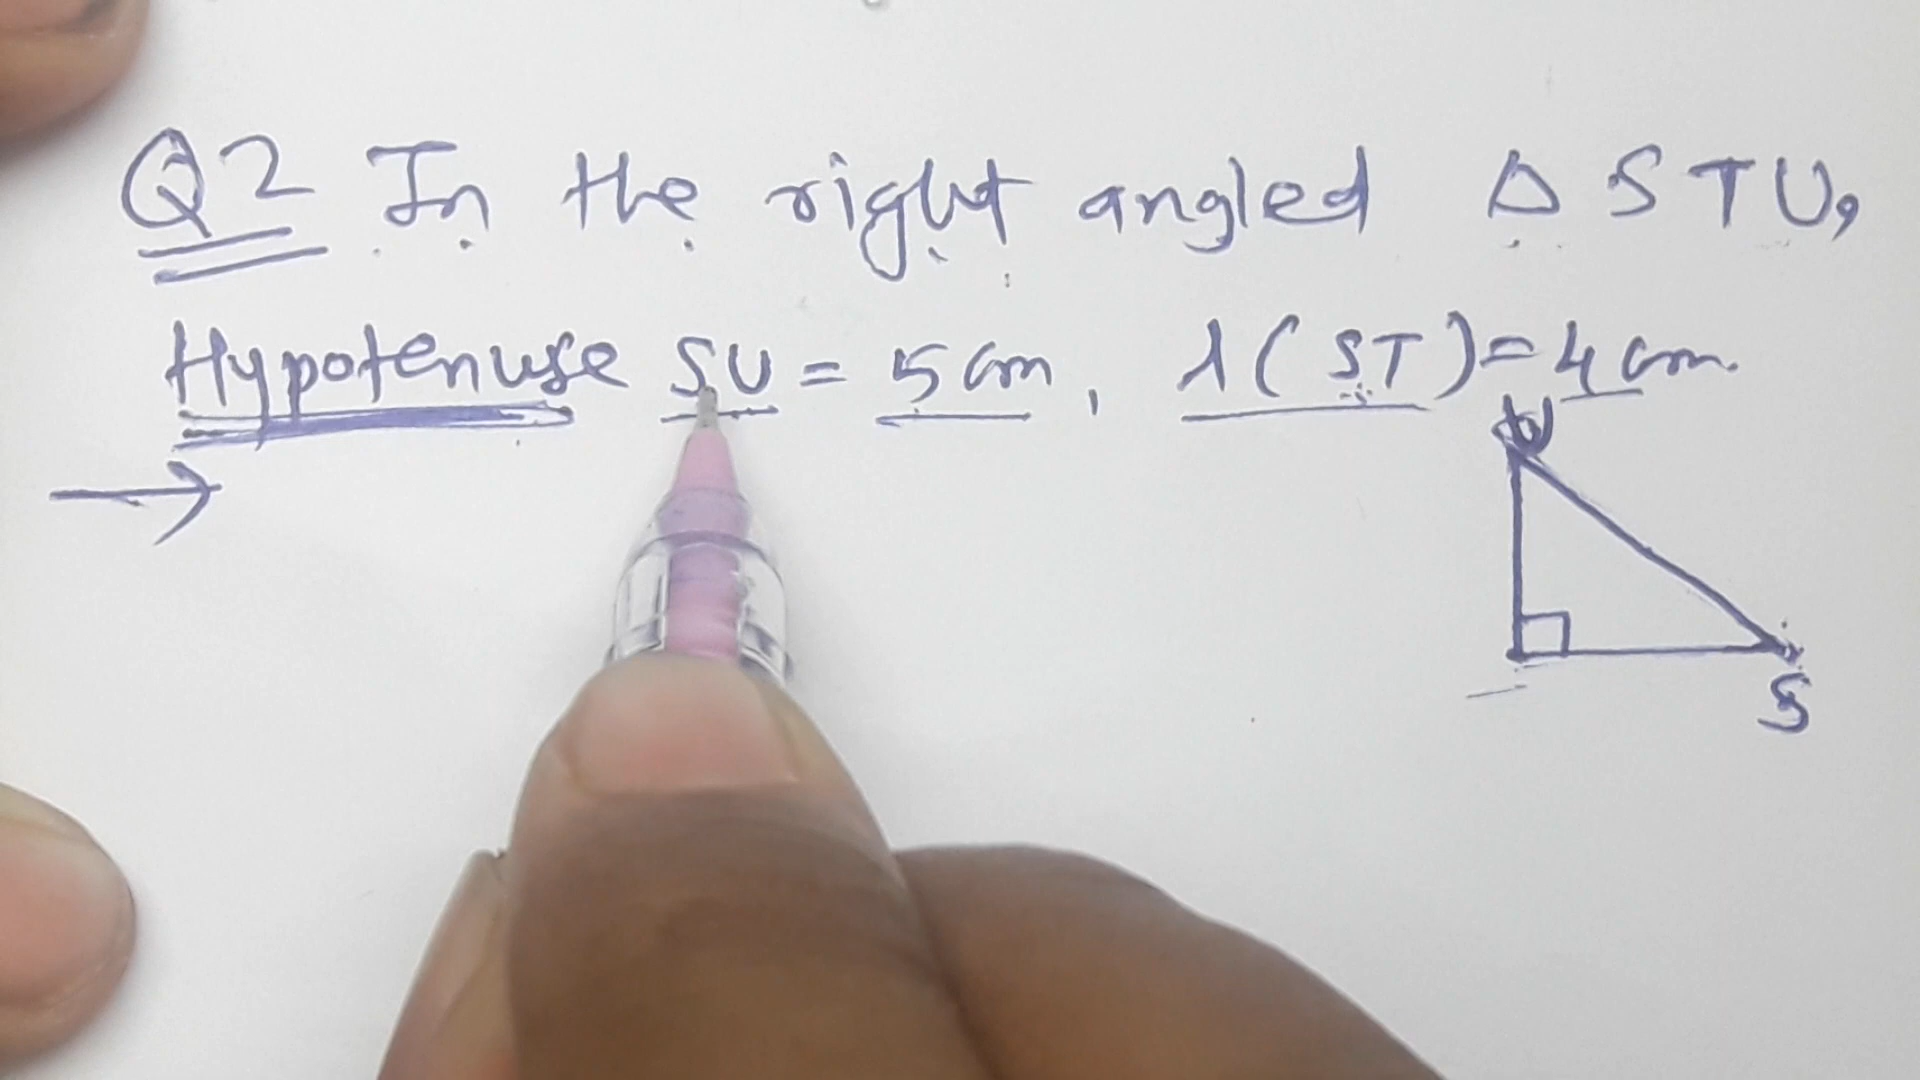 Q2 In the right angled Δ STU,
Hypotenuse SU = 5 cm, l(ST) = 4 cm.
U
S